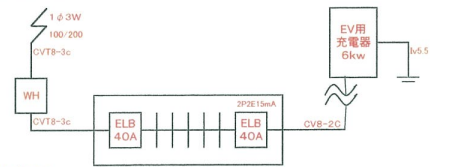 1φ3W
100/200
CVT8-3c
WH
CVT8-3c
ELB
40A
2P2E15mA
ELB
40A
CV8-2C
EV用
充電器
6kw
Iv5.5